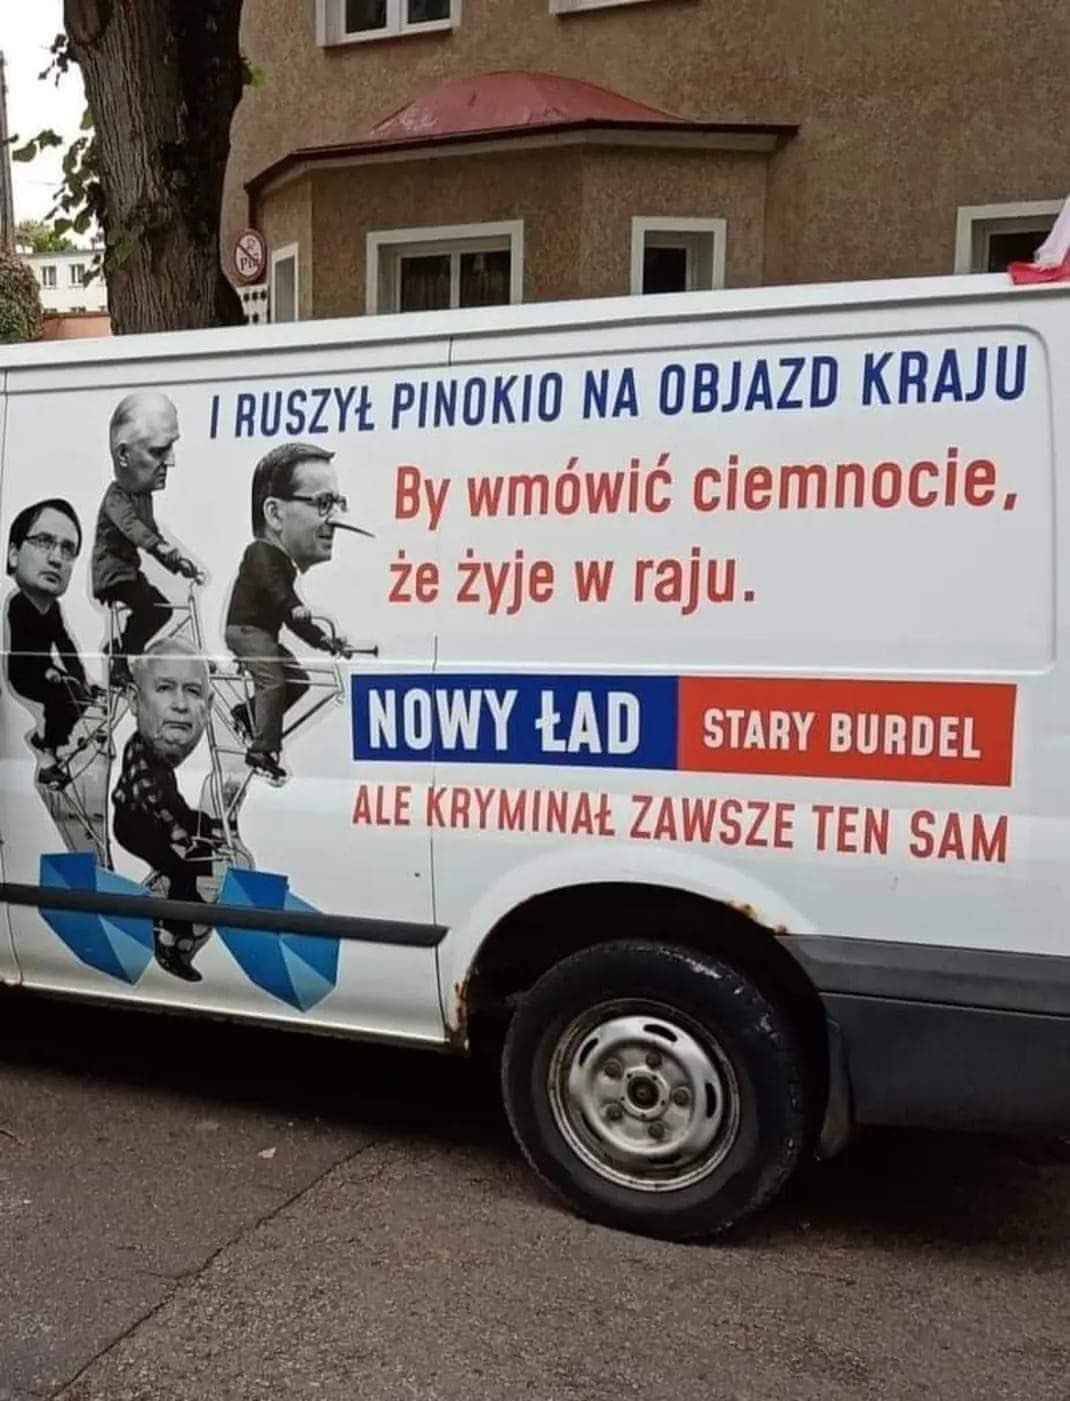 I RUSZYŁ PINOKIO NA OBJAZD KRAJU
By wmówić ciemnocie,
że żyje w raju.
NOWY ŁAD STARY BURDEL
ALE KRYMINAŁ ZAWSZE TEN SAM